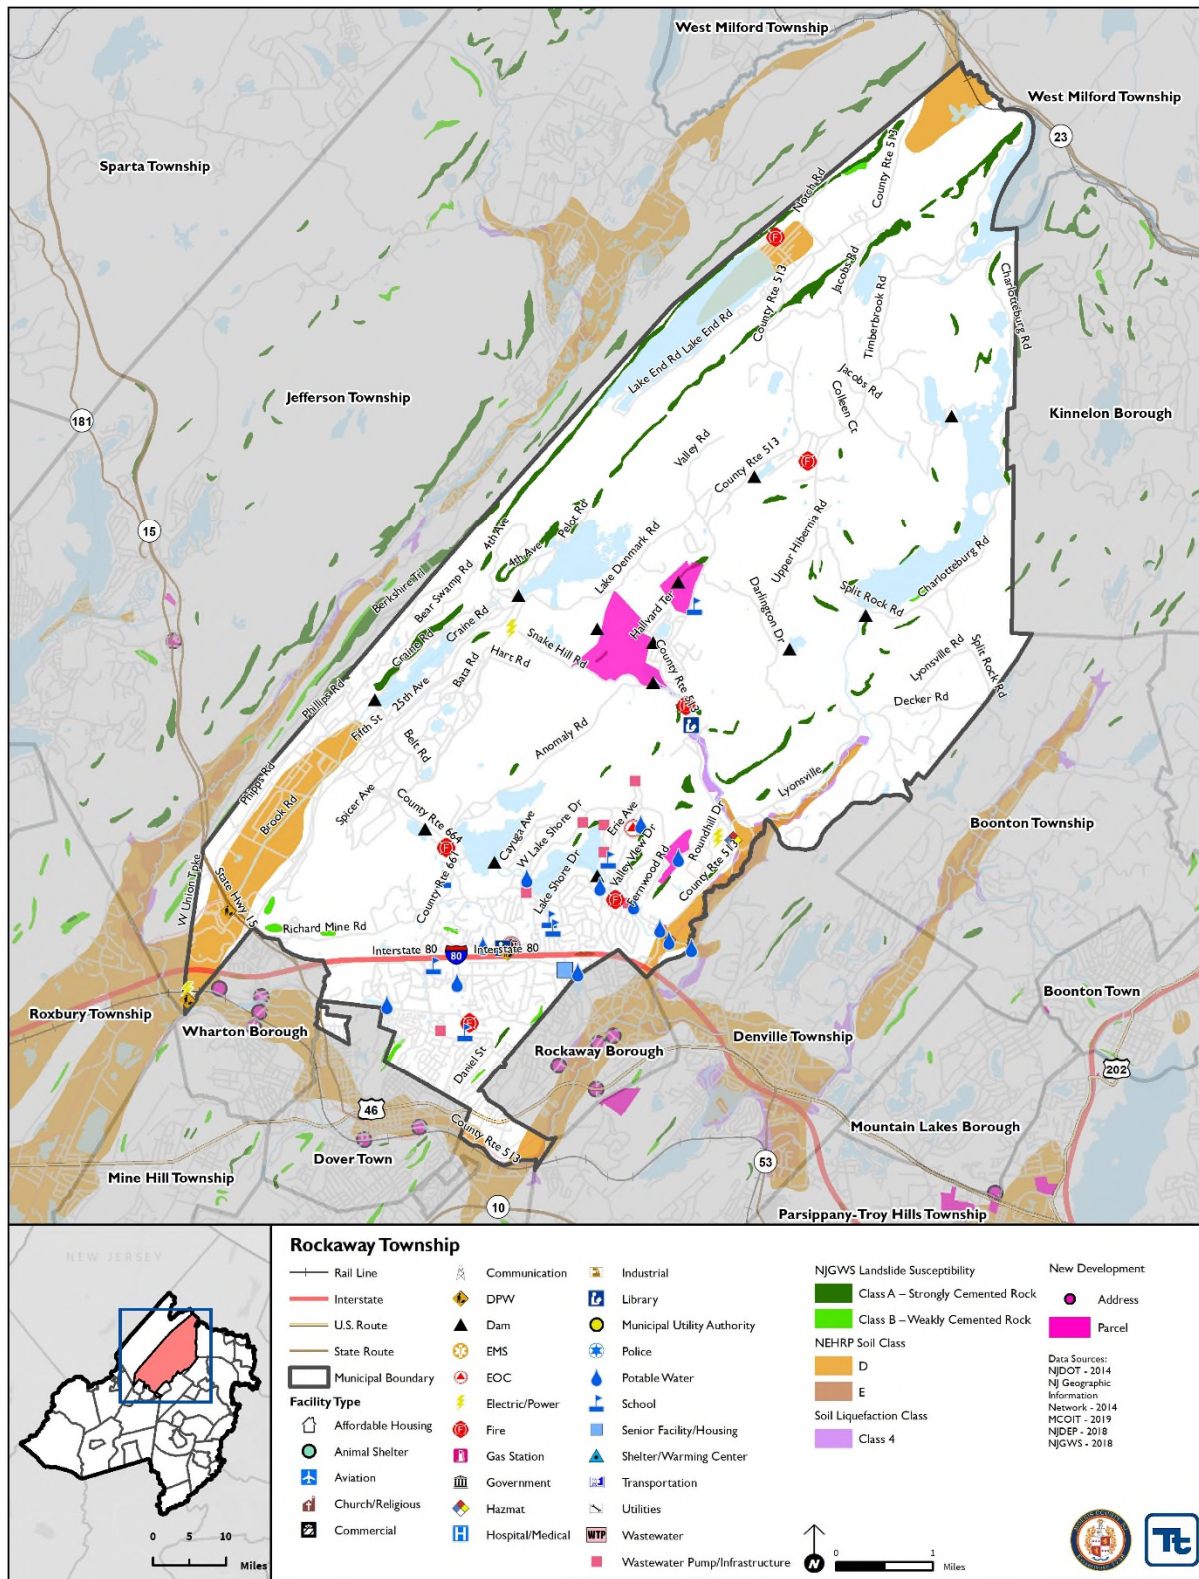 West Milford Township
West Milford Township
23
Sparta Township
Notch Rd
County Rte 513
Jacobs Rd
County Rte 513
Timberbrook Rd
Charlotteburg Rd
Lake End Rd
Lake End Rd
Jacobs Rd
Colleen Ct
Jefferson Township
Kinnelon Borough
181
Valley Rd
County Rte 513
15
4th Ave
Pelot Rd
4th Ave
Lake Denmark Rd
Upper Hibernia Rd
Charlotteburg Rd
Berkshire Trl
Bear Swamp Rd
Craine Rd
Craine Rd
Hallvard Ter
Darlington Dr
Split Rock Rd
Snake Hill Rd
Hart Rd
Bata Rd
County Rte 513
Lyonsville Rd
Split Rock Rd
Decker Rd
Phillips Rd
25th Ave
Fifth St
Belt Rd
Anomaly Rd
Phipps Rd
Brook Rd
Spicer Ave
Lyonsville
County Rte 664
Cayuga Ave
W Lake Shore Dr
Erie Ave
Roundhill Dr
Valley View Dr
Boonton Township
W Union Tpke
County Rte 661
Lake Shore Dr
Fernwood Rd
County Rte 513
State Hwy 15
Richard Mine Rd
Interstate 80
Interstate 80
80
Roxbury Township
Wharton Borough
Boonton Town
Denville Township
Rockaway Borough
Daniel St
202
46
County Rte 513
Mountain Lakes Borough
Dover Town
Mine Hill Township
53
10
Parsippany-Troy Hills Township
NEW JERSEY
0 5 10
Miles
Rockaway Township
Rail Line
Interstate
U.S. Route
State Route
Municipal Boundary
Facility Type
Affordable Housing
Animal Shelter
Aviation
Church/Religious
Commercial
Communication
DPW
Dam
EMS
EOC
Electric/Power
Fire
Gas Station
Government
Hazmat
Hospital/Medical
Industrial
Library
Municipal Utility Authority
Police
Potable Water
School
Senior Facility/Housing
Shelter/Warming Center
Transportation
Utilities
WTP Wastewater
Wastewater Pump/Infrastructure
NJGWS Landslide Susceptibility
Class A – Strongly Cemented Rock
Class B – Weakly Cemented Rock
NEHRP Soil Class
D
E
Soil Liquefaction Class
Class 4
New Development
Address
Parcel
Data Sources:
NJDOT - 2014
NJ Geographic
Information
Network - 2014
MCOIT - 2019
NJDEP - 2018
NJGWS - 2018
N
0 1
Miles
Tt